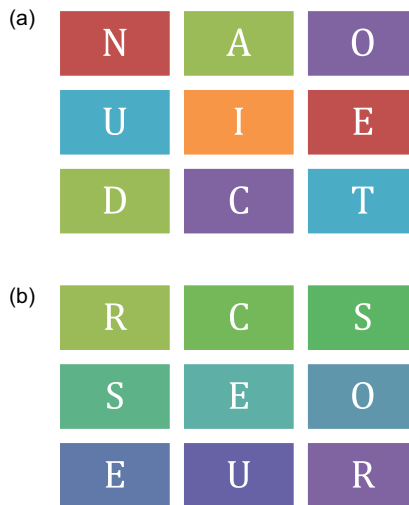 (a)
N A O
U I E
D C T
(b)
R C S
S E O
E U R